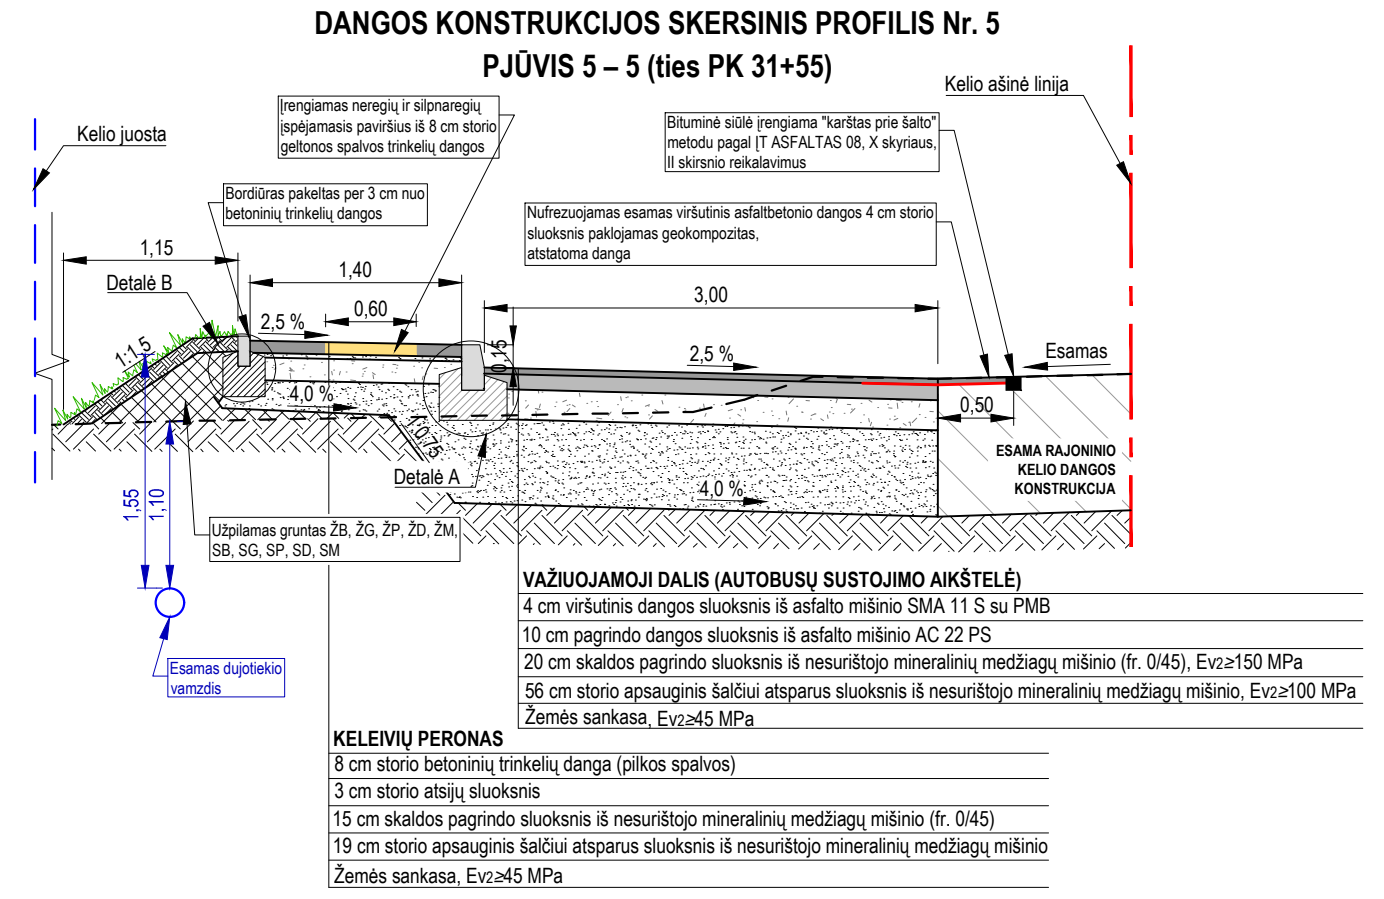 DANGOS KONSTRUKCIJOS SKERSINIS PROFILIS Nr. 5
PJŪVIS 5 – 5 (ties PK 31+55)
Kelio ašinė linija
Kelio juosta
Įrengiamas neregių ir silpnaregių
įspėjamasis paviršius iš 8 cm storio
geltonos spalvos trinkelių dangos
Bituminė siūlė įrengiama "karštas prie šalto"
metodu pagal ĮT ASFALTAS 08, X skyriaus,
II skirsnio reikalavimus
Bordiūras pakeltas per 3 cm nuo
betoninių trinkelių dangos
Nufrezuojamas esamas viršutinis asfaltbetonio dangos 4 cm storio
sluoksnis paklojamas geokompozitas,
atstatoma danga
1,15
1,40
Detalė B
3,00
0,60
2,5 %
1:1,5
0,15
2,5 %
Esamas
4,0 %
0,50
1:0,75
ESAMA RAJONINIO
KELIO DANGOS
KONSTRUKCIJA
Detalė A
4,0 %
1,55
1,10
Užpilamas gruntas ŽB, ŽG, ŽP, ŽD, ŽM,
SB, SG, SP, SD, SM
Esamas dujotiekio
vamzdis
VAŽIUOJAMOJI DALIS (AUTOBUSŲ SUSTOJIMO AIKŠTELĖ)
4 cm viršutinis dangos sluoksnis iš asfalto mišinio SMA 11 S su PMB
10 cm pagrindo dangos sluoksnis iš asfalto mišinio AC 22 PS
20 cm skaldos pagrindo sluoksnis iš nesurištojo mineralinių medžiagų mišinio (fr. 0/45), Ev2≥150 MPa
56 cm storio apsauginis šalčiui atsparus sluoksnis iš nesurištojo mineralinių medžiagų mišinio, Ev2≥100 MPa
Žemės sankasa, Ev2≥45 MPa
KELEIVIŲ PERONAS
8 cm storio betoninių trinkelių danga (pilkos spalvos)
3 cm storio atsijų sluoksnis
15 cm skaldos pagrindo sluoksnis iš nesurištojo mineralinių medžiagų mišinio (fr. 0/45)
19 cm storio apsauginis šalčiui atsparus sluoksnis iš nesurištojo mineralinių medžiagų mišinio
Žemės sankasa, Ev2≥45 MPa